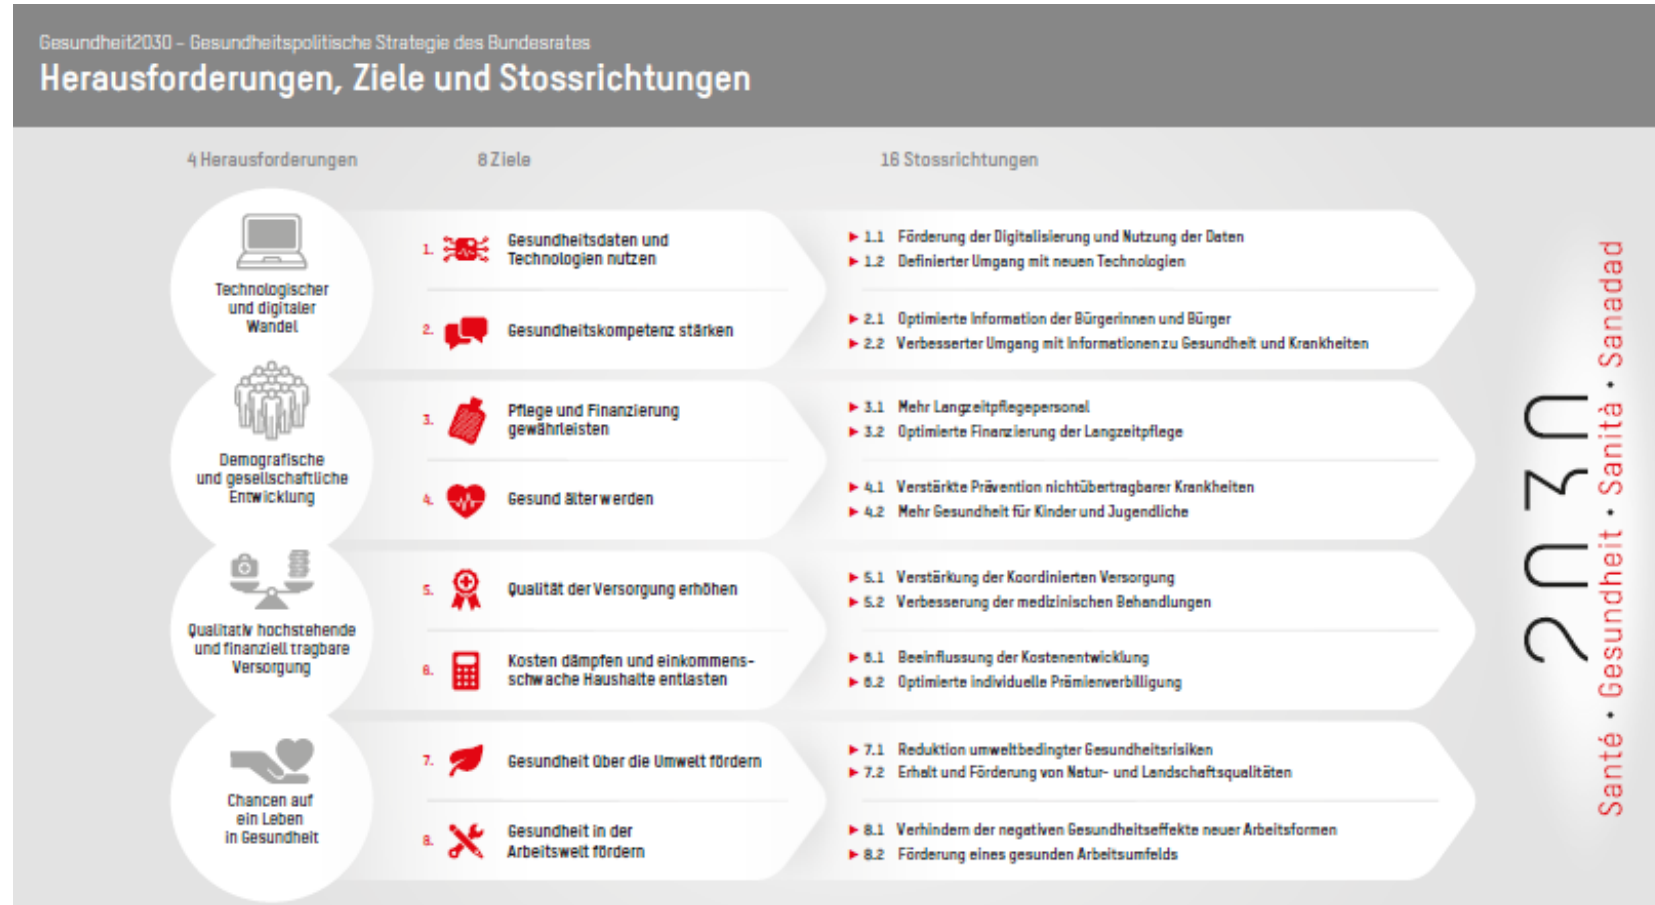 Gesundheit2030 – Gesundheitspolitische Strategie des Bundesrates
Herausforderungen, Ziele und Stossrichtungen
4 Herausforderungen
8 Ziele
16 Stossrichtungen
Technologischer
und digitaler
Wandel
1. Gesundheitsdaten und
Technologien nutzen
1.1 Förderung der Digitalisierung und Nutzung der Daten
1.2 Definierter Umgang mit neuen Technologien
2. Gesundheitskompetenz stärken
2.1 Optimierte Information der Bürgerinnen und Bürger
2.2 Verbesserter Umgang mit Informationen zu Gesundheit und Krankheiten
Demografische
und gesellschaftliche
Entwicklung
3. Pflege und Finanzierung
gewährleisten
3.1 Mehr Langzeitpflegepersonal
3.2 Optimierte Finanzierung der Langzeitpflege
4. Gesund älter werden
4.1 Verstärkte Prävention nichtübertragbarer Krankheiten
4.2 Mehr Gesundheit für Kinder und Jugendliche
Qualitativ hochstehende
und finanziell tragbare
Versorgung
5. Qualität der Versorgung erhöhen
5.1 Verstärkung der Koordinierten Versorgung
5.2 Verbesserung der medizinischen Behandlungen
6. Kosten dämpfen und einkommens-
schwache Haushalte entlasten
6.1 Beeinflussung der Kostenentwicklung
6.2 Optimierte individuelle Prämienverbilligung
Chancen auf
ein Leben
in Gesundheit
7. Gesundheit über die Umwelt fördern
7.1 Reduktion umweltbedingter Gesundheitsrisiken
7.2 Erhalt und Förderung von Natur- und Landschaftsqualitäten
8. Gesundheit in der
Arbeitswelt fördern
8.1 Verhindern der negativen Gesundheitseffekte neuer Arbeitsformen
8.2 Förderung eines gesunden Arbeitsumfelds
2030
Santé • Gesundheit • Sanità • Sanadad